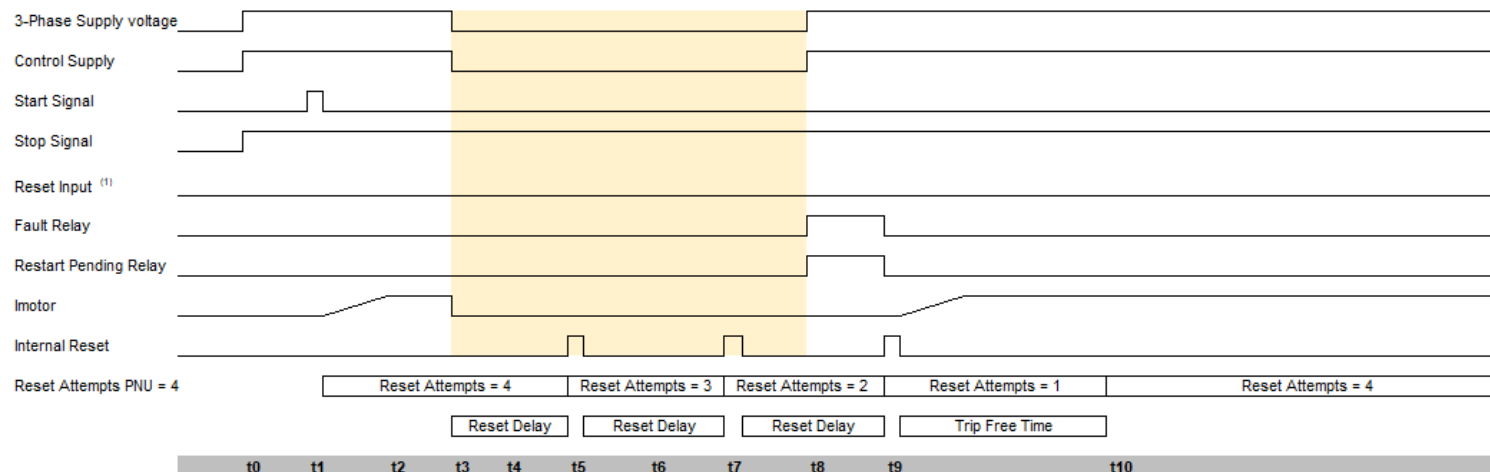 3-Phase Supply voltage
Control Supply
Start Signal
Stop Signal
Reset Input (1)
Fault Relay
Restart Pending Relay
Imotor
Internal Reset
Reset Attempts PNU = 4 Reset Attempts = 4 Reset Attempts = 3 Reset Attempts = 2 Reset Attempts = 1 Reset Attempts = 4
Reset Delay Reset Delay Reset Delay Trip Free Time
t0 t1 t2 t3 t4 t5 t6 t7 t8 t9 t10